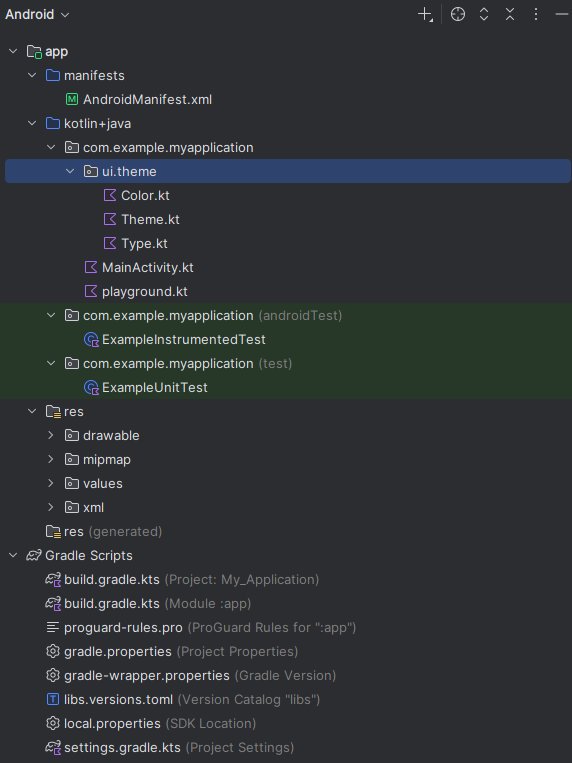 Android
app
manifests
M AndroidManifest.xml
kotlin+java
com.example.myapplication
ui.theme
Color.kt
Theme.kt
Type.kt
MainActivity.kt
playground.kt
com.example.myapplication (androidTest)
ExampleInstrumentedTest
com.example.myapplication (test)
ExampleUnitTest
res
drawable
mipmap
values
xml
res (generated)
Gradle Scripts
build.gradle.kts (Project: My_Application)
build.gradle.kts (Module :app)
proguard-rules.pro (ProGuard Rules for ":app")
gradle.properties (Project Properties)
gradle-wrapper.properties (Gradle Version)
T libs.versions.toml (Version Catalog "libs")
local.properties (SDK Location)
settings.gradle.kts (Project Settings)